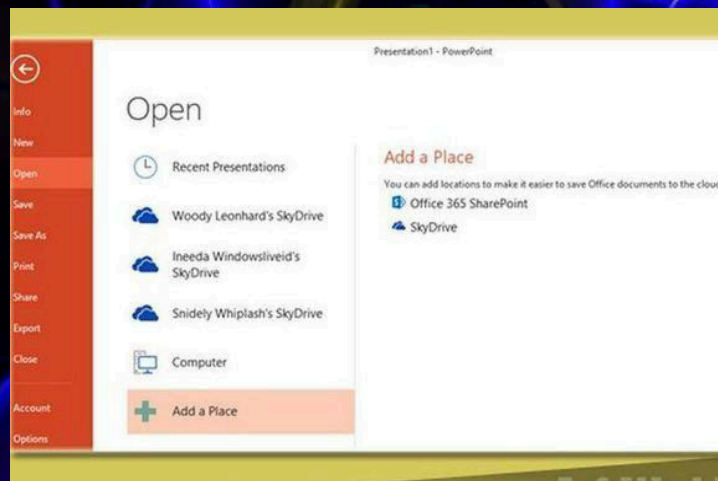 Presentation1 - PowerPoint
Info
New
Open
Save
Save As
Print
Share
Export
Close
Account
Options
Open
Recent Presentations
Woody Leonhard's SkyDrive
Ineeda Windowsliveid's
SkyDrive
Snidely Whiplash's SkyDrive
Computer
Add a Place
Add a Place
You can add locations to make it easier to save Office documents to the cloud
Office 365 SharePoint
SkyDrive